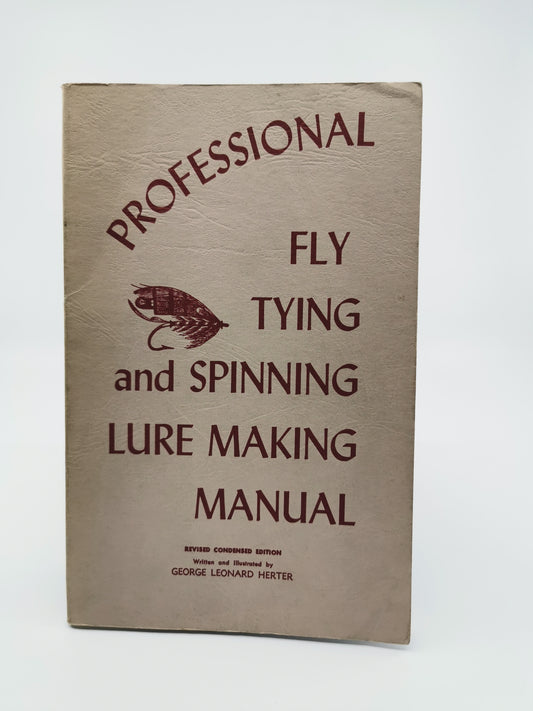 PROFESSIONAL
FLY
TYING
and SPINNING
LURE MAKING
MANUAL
REVISED CONDENSED EDITION
Written and Illustrated by
GEORGE LEONARD HERTER